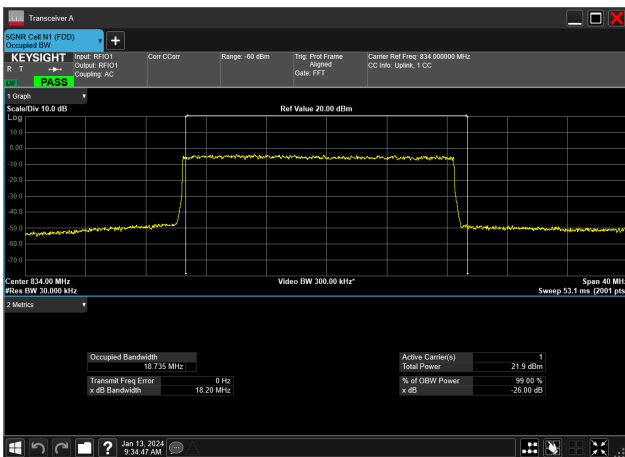 Transceiver A
5GNR Cell N1 (FDD)
Occupied BW
KEYSIGHT
R T
LV
PASS
Input: RFIO1
Output: RFIO1
Coupling: AC
Corr CCorr
Range: -60 dBm
Trig: Prot Frame
Aligned
Gate: FFT
Carrier Ref Freq: 834.000000 MHz
CC Info: Uplink, 1 CC
1 Graph
Scale/Div 10.0 dB
Ref Value 20.00 dBm
Log
10.0
0.00
-10.0
-20.0
-30.0
-40.0
-50.0
-60.0
-70.0
Center 834.00 MHz
Video BW 300.00 kHz*
Span 40 MHz
#Res BW 30.000 kHz
Sweep 53.1 ms (2001 pts
2 Metrics
Occupied Bandwidth
18.735 MHz
Transmit Freq Error 0 Hz
x dB Bandwidth 18.20 MHz
Active Carrier(s) 1
Total Power 21.9 dBm
% of OBW Power 99.00 %
x dB -26.00 dB
Jan 13, 2024
9:34:47 AM